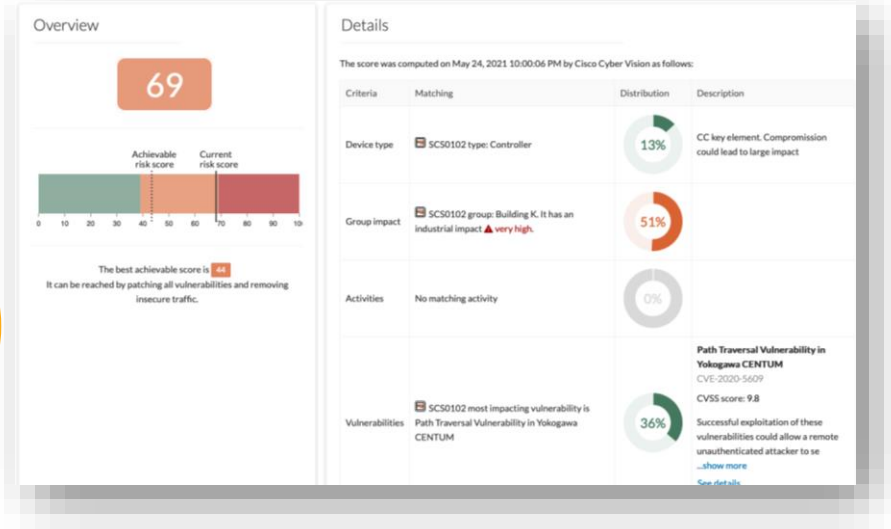 Overview
69
Achievable risk score
Current risk score
0 10 20 30 40 50 60 70 80 90 10
The best achievable score is 44
It can be reached by patching all vulnerabilities and removing
insecure traffic.
Details
The score was computed on May 24, 2021 10:00:06 PM by Cisco Cyber Vision as follows:
Criteria Matching Distribution Description
Device type SCS0102 type: Controller 13% CC key element. Compromission
could lead to large impact
Group impact SCS0102 group: Building K. It has an
industrial impact very high. 51%
Activities No matching activity 0%
Vulnerabilities SCS0102 most impacting vulnerability is
Path Traversal Vulnerability in Yokogawa
CENTUM
36%
Path Traversal Vulnerability in
Yokogawa CENTUM
CVE-2020-5609
CVSS score: 9.8
Successful exploitation of these
vulnerabilities could allow a remote
unauthenticated attacker to se
...show more
See details